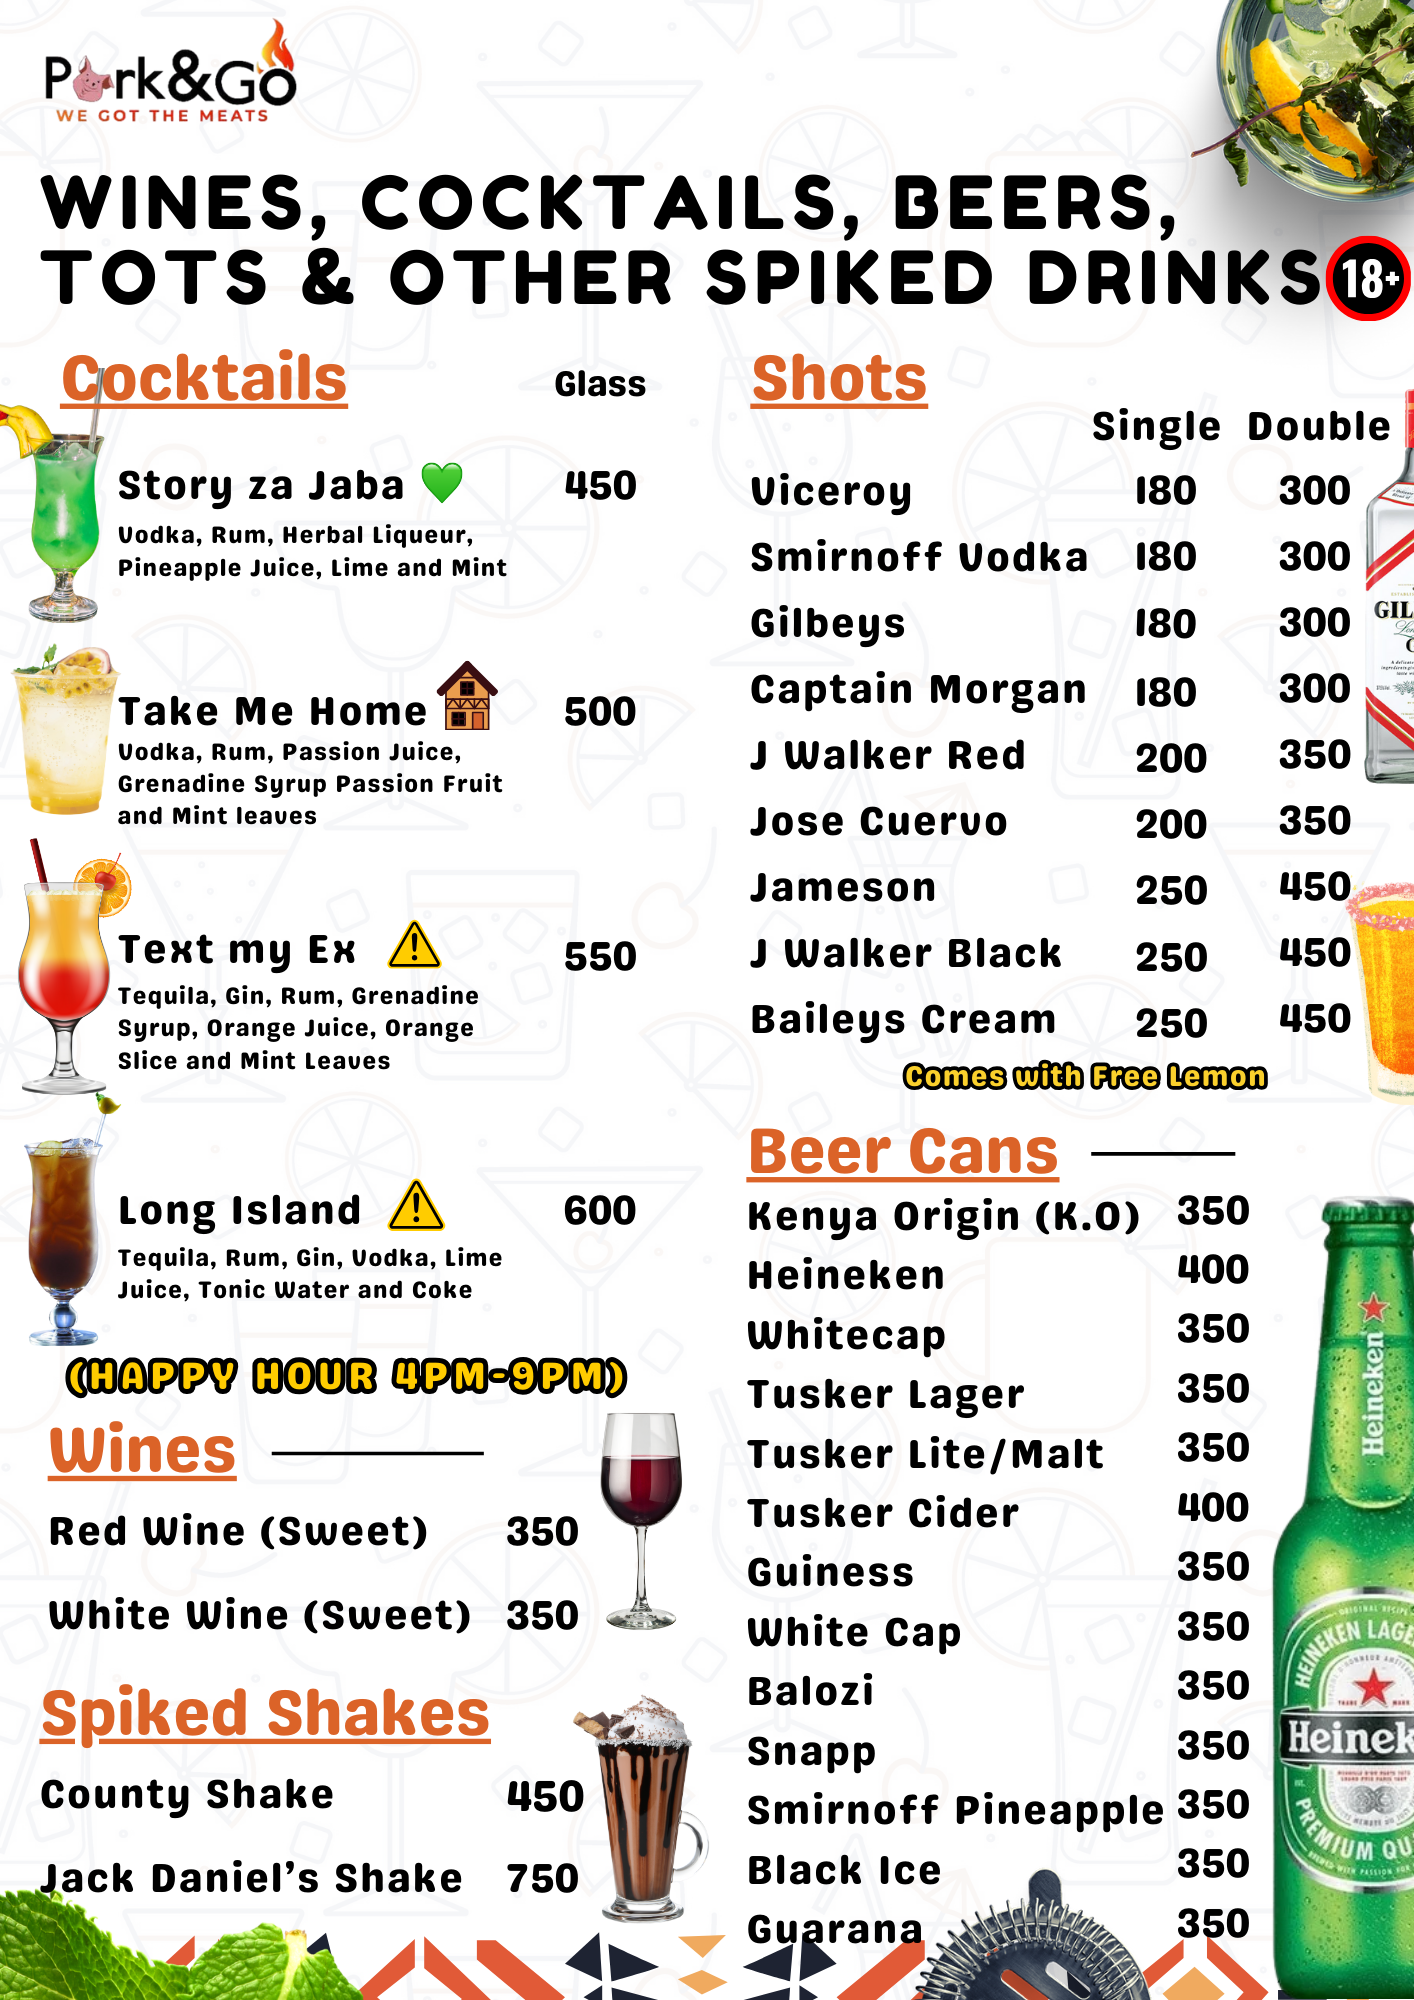 Pork&Go
WE GOT THE MEATS
WINES, COCKTAILS, BEERS,
TOTS & OTHER SPIKED DRINKS 18+
Cocktails Glass
Story za Jaba 450
Vodka, Rum, Herbal Liqueur,
Pineapple Juice, Lime and Mint
Take Me Home 500
Vodka, Rum, Passion Juice,
Grenadine Syrup Passion Fruit
and Mint leaves
Text my Ex 550
Tequila, Gin, Rum, Grenadine
Syrup, Orange Juice, Orange
Slice and Mint Leaves
Long Island 600
Tequila, Rum, Gin, Vodka, Lime
Juice, Tonic Water and Coke
(HAPPY HOUR 4PM-9PM)
Wines
Red Wine (Sweet) 350
White Wine (Sweet) 350
Spiked Shakes
County Shake 450
Jack Daniel's Shake 750
Shots
Single Double
Viceroy 180 300
Smirnoff Vodka 180 300
Gilbeys 180 300
Captain Morgan 180 300
J Walker Red 200 350
Jose Cuervo 200 350
Jameson 250 450
J Walker Black 250 450
Baileys Cream 250 450
Comes with Free Lemon
Beer Cans
Kenya Origin (K.O) 350
Heineken 400
Whitecap 350
Tusker Lager 350
Tusker Lite/Malt 350
Tusker Cider 400
Guiness 350
White Cap 350
Balozi 350
Snapp 350
Smirnoff Pineapple 350
Black Ice 350
Guarana 350
GIL
Heineken
HEINEKEN LAGE
Heinek
PREMIUM QU